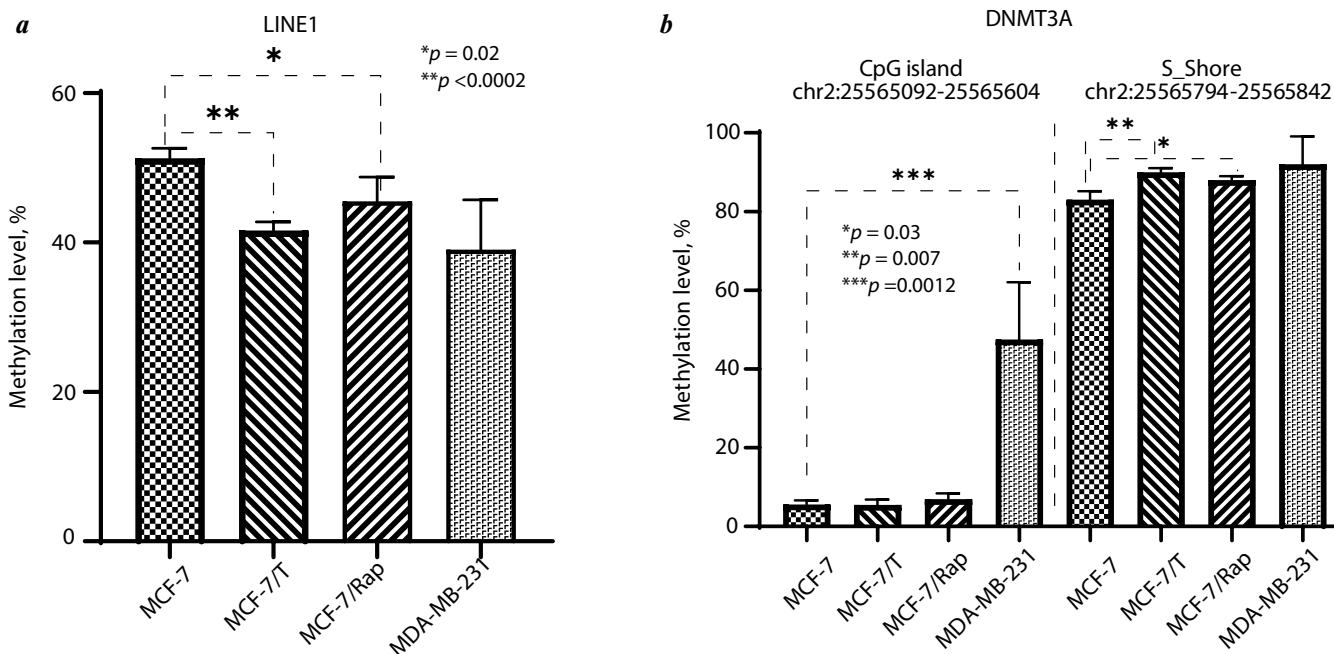 a
LINE1
*p = 0.02
**p <0.0002
*
**
Methylation level, %
60
40
20
0
MCF-7
MCF-7/T
MCF-7/Rap
MDA-MB-231
b
DNMT3A
CpG island
chr2:25565092-25565604
S_Shore
chr2:25565794-25565842
***
**
*
*p = 0.03
**p = 0.007
***p =0.0012
Methylation level, %
100
80
60
40
20
0
MCF-7
MCF-7/T
MCF-7/Rap
MDA-MB-231
MCF-7
MCF-7/T
MCF-7/Rap
MDA-MB-231